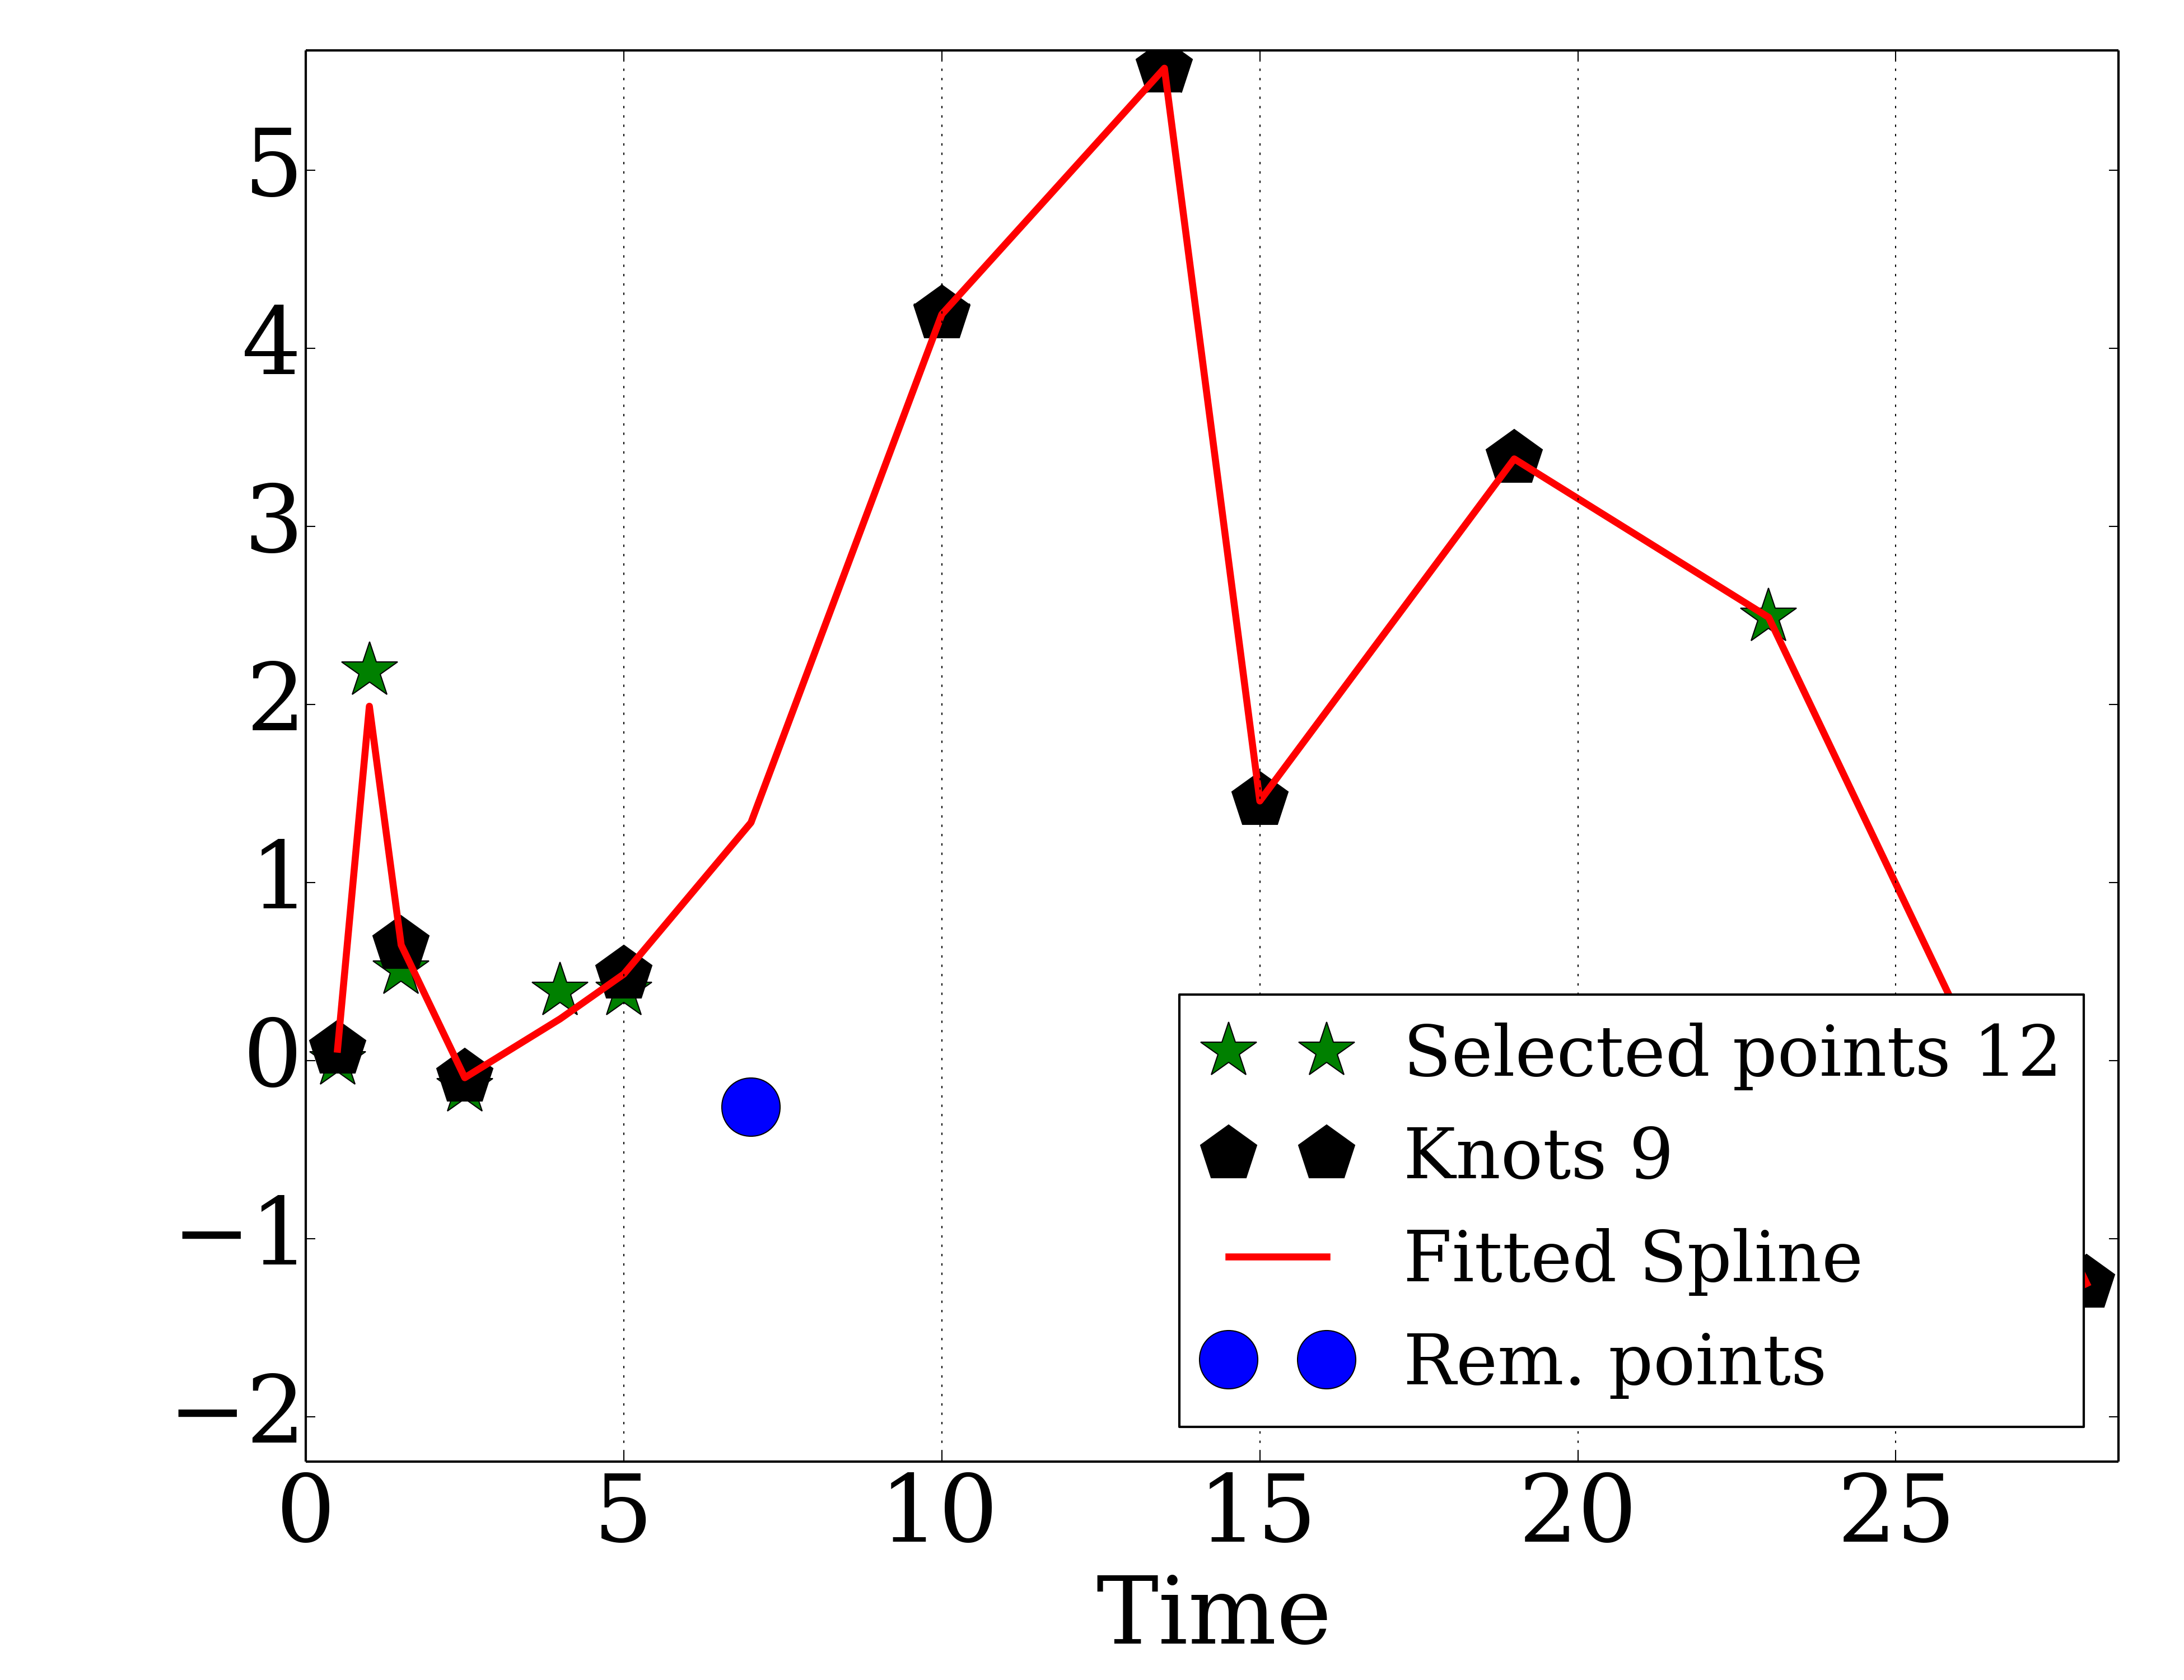 5
4
3
2
1
0
−1
−2
Selected points 12
Knots 9
Fitted Spline
Rem. points
0 5 10 15 20 25
Time